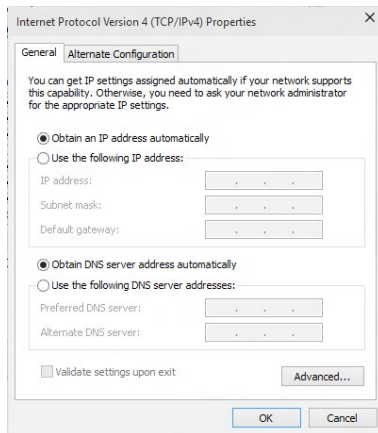 Internet Protocol Version 4 (TCP/IPv4) Properties
General
Alternate Configuration
You can get IP settings assigned automatically if your network supports
this capability. Otherwise, you need to ask your network administrator
for the appropriate IP settings.
Obtain an IP address automatically
Use the following IP address:
IP address:
Subnet mask:
Default gateway:
Obtain DNS server address automatically
Use the following DNS server addresses:
Preferred DNS server:
Alternate DNS server:
Validate settings upon exit
Advanced...
OK
Cancel